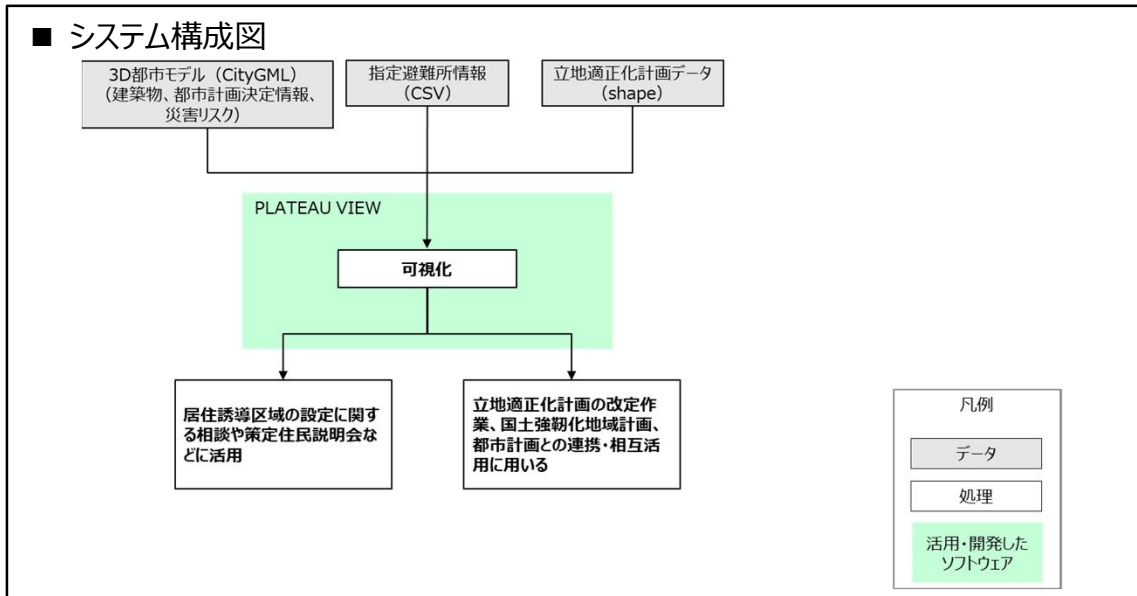 ■ システム構成図
3D都市モデル（CityGML）
（建築物、都市計画決定情報、
災害リスク)
指定避難所情報
（CSV）
立地適正化計画データ
（shape）
PLATEAU VIEW
可視化
居住誘導区域の設定に関す
る相談や策定住民説明会な
どに活用
立地適正化計画の改定作
業、国土強靭化地域計画、
都市計画との連携・相互活
用に用いる
凡例
データ
処理
活用・開発した
ソフトウェア